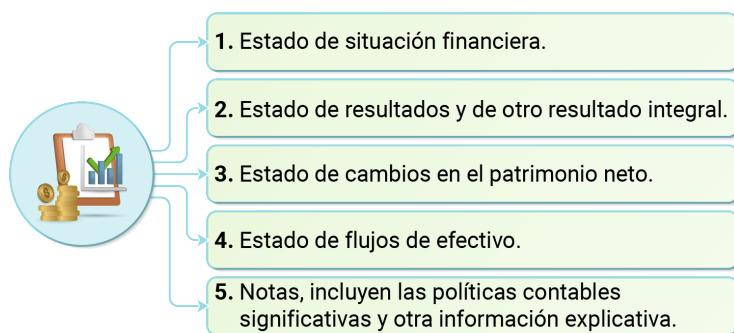 1. Estado de situación financiera.
2. Estado de resultados y de otro resultado integral.
3. Estado de cambios en el patrimonio neto.
4. Estado de flujos de efectivo.
5. Notas, incluyen las políticas contables
significativas y otra información explicativa.